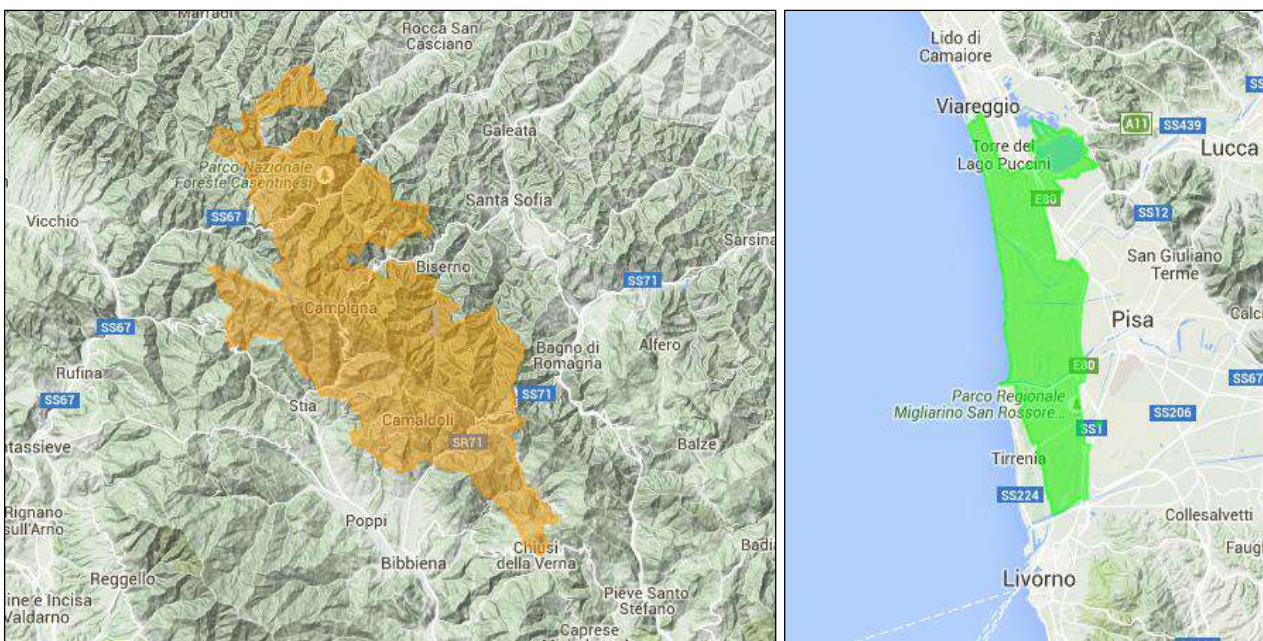 Marradi
Rocca San
Casciano
Galeata
Parco Nazionale
Foreste Casentinesi
Santa Sofia
SS67
Vicchio
Sarsina
Biserno
SS71
Campigna
SS67
Bagno di
Romagna
Alfero
Rufina
SS67
SS71
Stia
Camaldoli
SR71
Balze
tassieve
Rignano
sull'Arno
Poppi
Bibbiena
Chiusi
della Verna
Badia
Reggello
ine e Incisa
Valdarno
Pieve Santo
Stefano
Caprese
Lido di
Camaiore
Viareggio
A11
SS439
Torre del
Lago Puccini
Lucca
E80
SS12
San Giuliano
Terme
Pisa
Calci
E80
SS67
Parco Regionale
Migliarino San Rossore...
SS206
SS1
Tirrenia
SS224
Collesalvetti
Faugl
Livorno